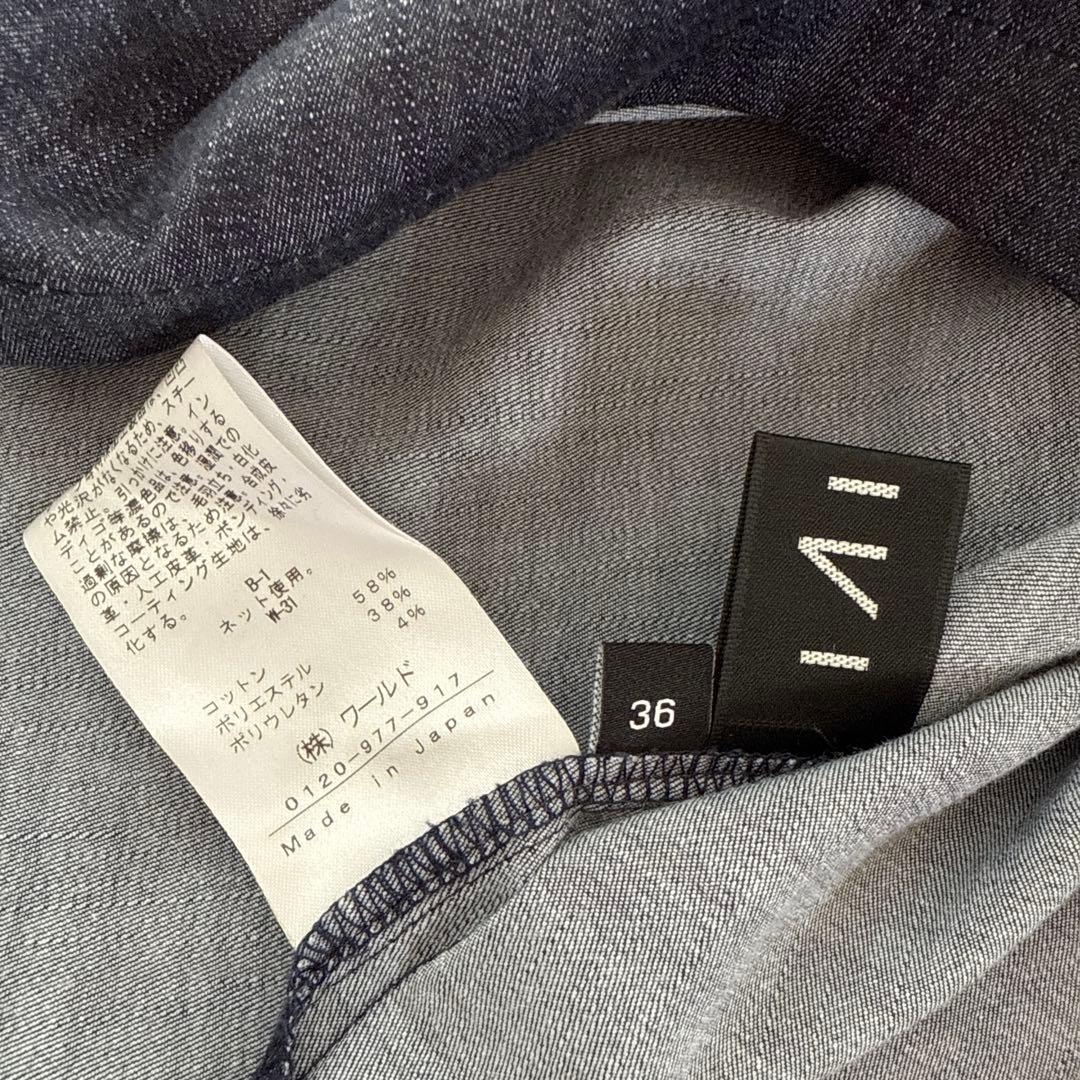 や光沢がなくなるため、スチー
ム禁止。引っかけに注意。イン
ディゴ等濃色品は、色移りする
ことがあるので注意。
過剰な摩擦は、毛羽立ち・白化
の原因となるため注意。合成皮
革・人工皮革・ボンディング・
コーティング生地は、徐々に劣
化する。
B-1
ネット使用。
W-31
コットン 58%
ポリエステル 38%
ポリウレタン 4%
(株)ワールド
0120-977-917
Made in Japan
36